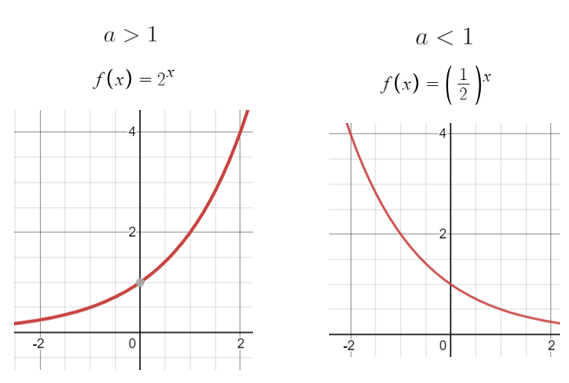 a > 1
f(x) = 2^x
4
2
-2
0
2
a < 1
f(x) = (1/2)^x
4
2
-2
0
2